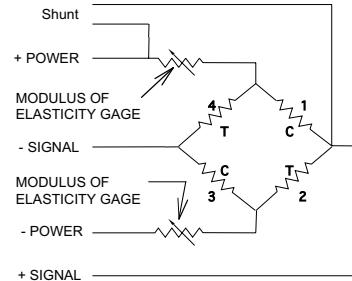 Shunt
+ POWER
MODULUS OF
ELASTICITY GAGE
- SIGNAL
MODULUS OF
ELASTICITY GAGE
- POWER
+ SIGNAL
4
T
1
C
C
3
T
2